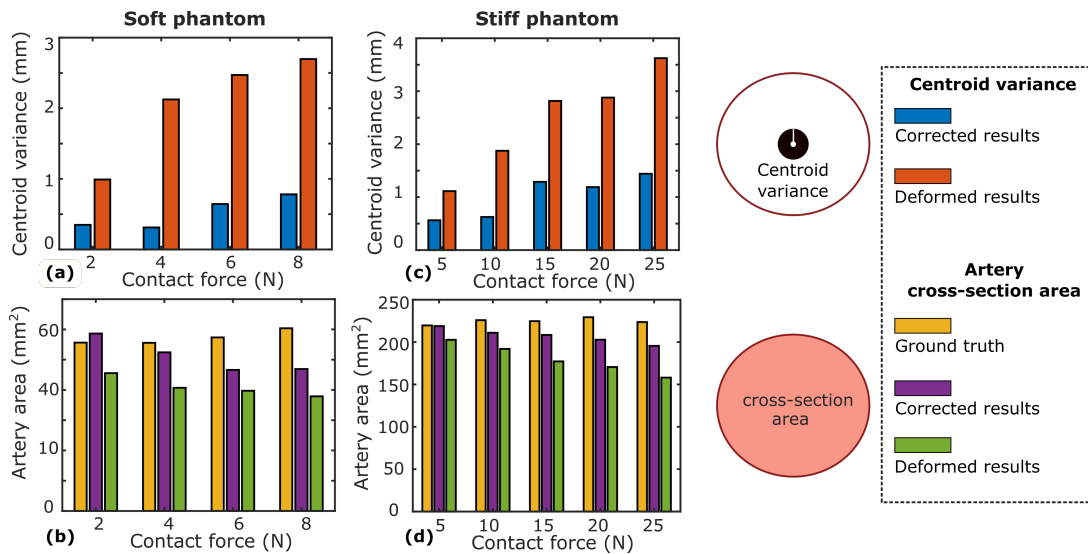 Soft phantom
Stiff phantom
Centroid variance (mm)
3
2
1
0
2
4
6
8
(a)
Contact force (N)
Centroid variance (mm)
4
3
2
1
0
5
10
15
20
25
(c)
Contact force (N)
Artery area (mm²)
60
40
10
0
2
4
6
8
(b)
Contact force (N)
Artery area (mm²)
250
200
150
100
50
0
5
10
15
20
25
(d)
Contact force (N)
Centroid
variance
cross-section
area
Centroid variance
Corrected results
Deformed results
Artery
cross-section area
Ground truth
Corrected results
Deformed results